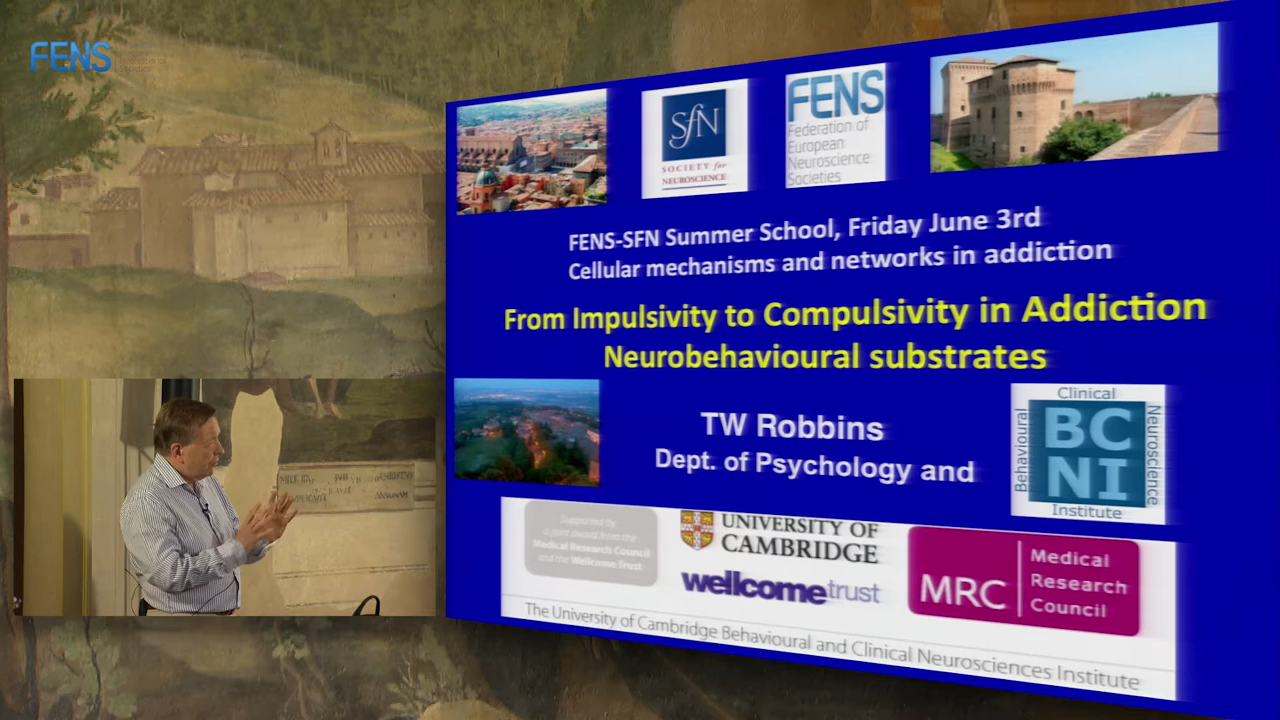 FENS
SfN
SOCIETY for
NEUROSCIENCE
FENS
Federation of
European
Neuroscience
Societies
FENS-SFN Summer School, Friday June 3rd
Cellular mechanisms and networks in addiction
From Impulsivity to Compulsivity in Addiction
Neurobehavioural substrates
TW Robbins
Dept. of Psychology and
Clinical
Behavioural
BC
NI
Neuroscience
Institute
Supported by
a joint award from the
Medical Research Council
and the Wellcome Trust
UNIVERSITY OF
CAMBRIDGE
wellcometrust
MRC
Medical
Research
Council
The University of Cambridge Behavioural and Clinical Neurosciences Institute